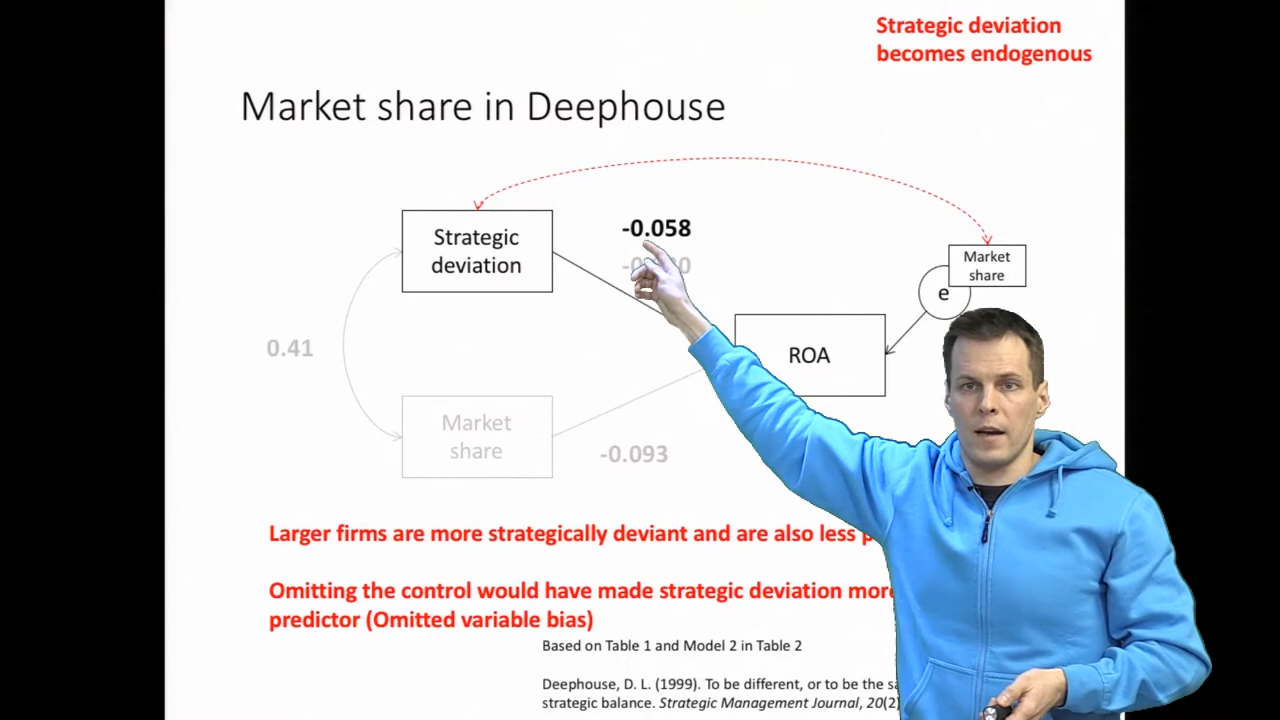 Strategic deviation
becomes endogenous
Market share in Deephouse
-0.058
Strategic
deviation
Market
share
e
0.41
ROA
Market
share
-0.093
Larger firms are more strategically deviant and are also less
Omitting the control would have made strategic deviation more
predictor (Omitted variable bias)
Based on Table 1 and Model 2 in Table 2
Deephouse, D. L. (1999). To be different, or to be the
strategic balance. Strategic Management Journal, 20(2)